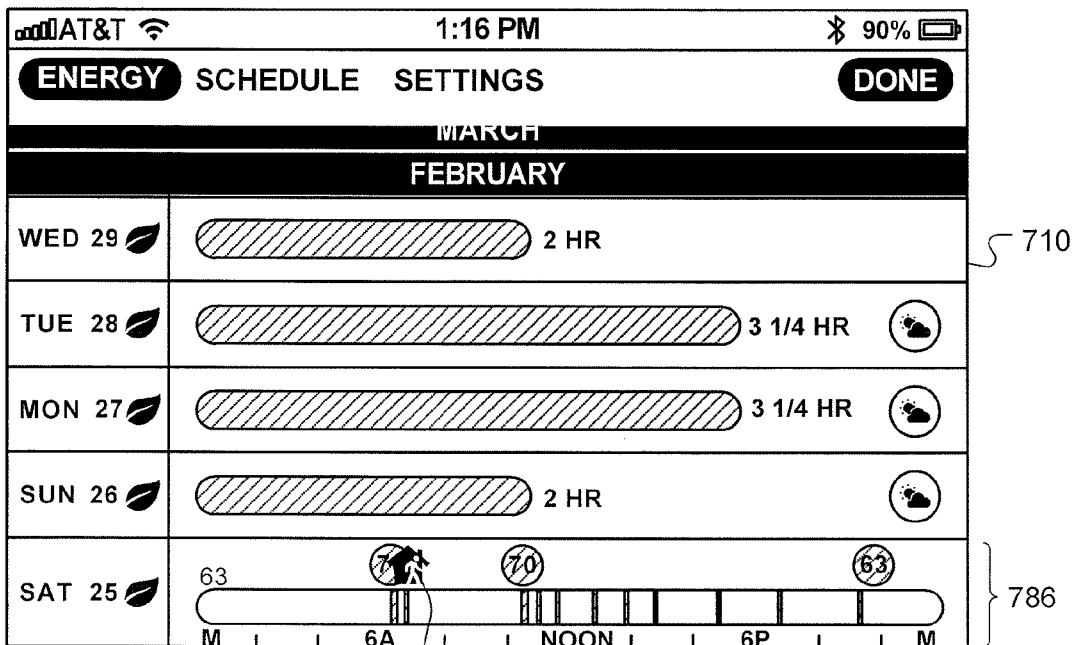 AT&T 1:16 PM 90%
ENERGY SCHEDULE SETTINGS DONE
MARCH
FEBRUARY
WED 29 2 HR
710
TUE 28 3 1/4 HR
MON 27 3 1/4 HR
SUN 26 2 HR
SAT 25 63 70 63
786
M 6A NOON 6P M